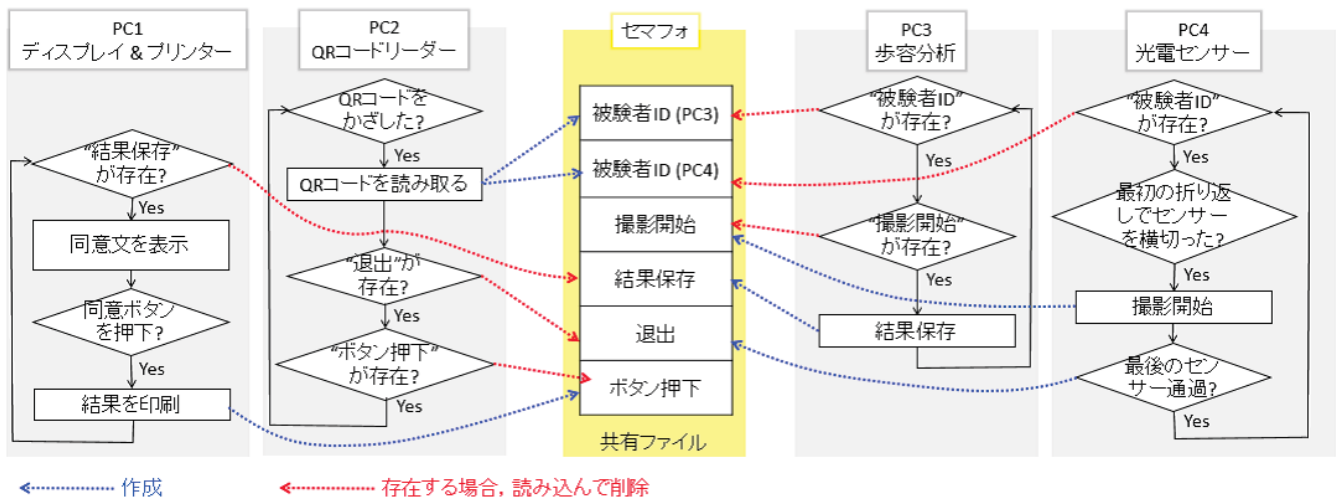 PC1
ディスプレイ & プリンター
“結果保存”
が存在?
Yes
同意文を表示
同意ボタン
を押下?
Yes
結果を印刷
PC2
QRコードリーダー
QRコードを
かざした?
Yes
QRコードを読み取る
“退出”が
存在?
Yes
“ボタン押下”
が存在?
Yes
セマフォ
被験者ID (PC3)
被験者ID (PC4)
撮影開始
結果保存
退出
ボタン押下
共有ファイル
PC3
歩容分析
“被験者ID”
が存在?
Yes
“撮影開始”
が存在?
Yes
結果保存
PC4
光電センサー
“被験者ID”
が存在?
Yes
最初の折り返
しでセンサー
を横切った?
Yes
撮影開始
最後のセン
サー通過?
Yes
作成
存在する場合, 読み込んで削除